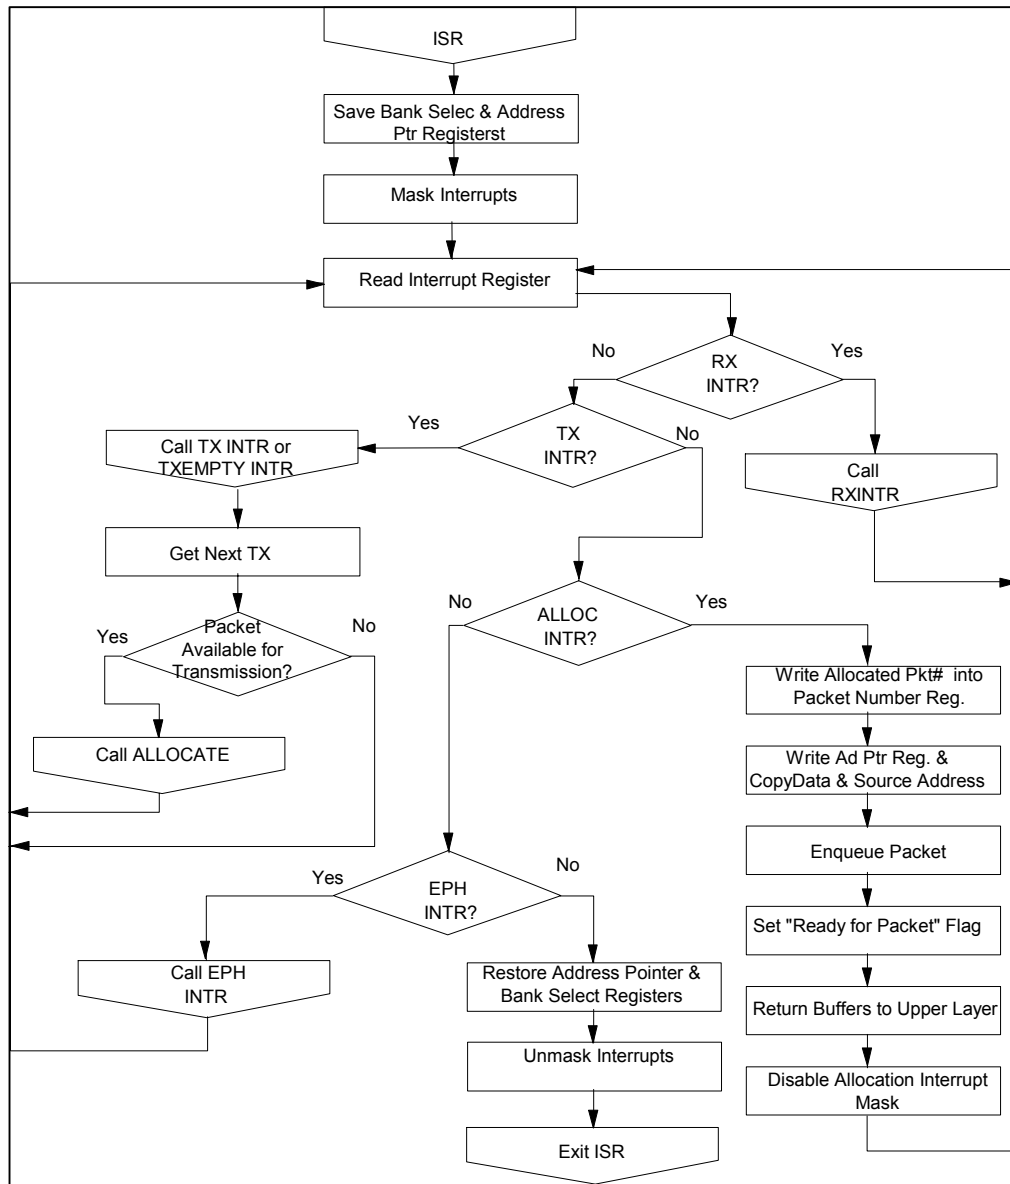 ISR
Save Bank Selec & Address
Ptr Registerst
Mask Interrupts
Read Interrupt Register
No
RX
INTR?
Yes
Yes
TX
INTR?
No
Call TX INTR or
TXEMPTY INTR
Call
RXINTR
Get Next TX
No
ALLOC
INTR?
Yes
Yes
Packet
Available for
Transmission?
No
Write Allocated Pkt# into
Packet Number Reg.
Call ALLOCATE
Write Ad Ptr Reg. &
CopyData & Source Address
Enqueue Packet
Yes
EPH
INTR?
No
Set "Ready for Packet" Flag
Call EPH
INTR
Restore Address Pointer &
Bank Select Registers
Return Buffers to Upper Layer
Unmask Interrupts
Disable Allocation Interrupt
Mask
Exit ISR